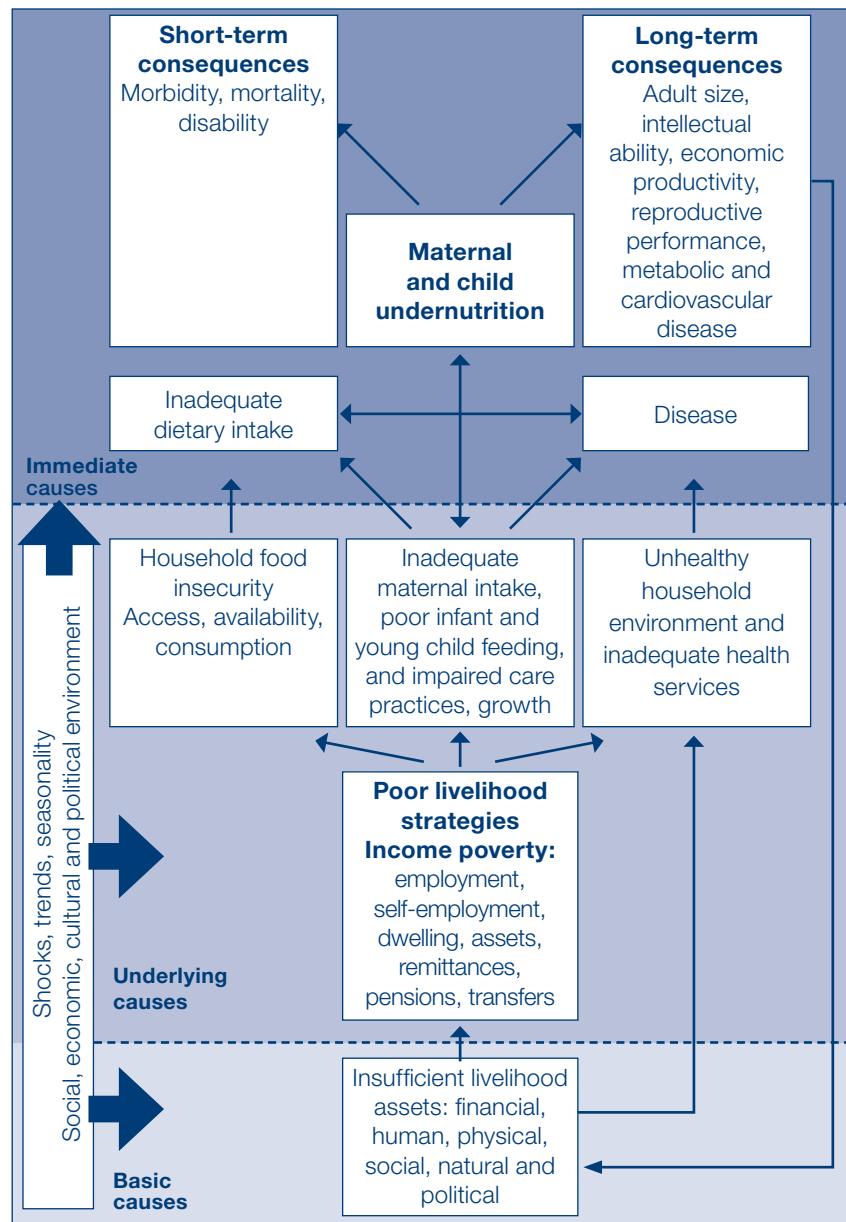 Short-term
consequences
Morbidity, mortality,
disability
Long-term
consequences
Adult size,
intellectual
ability, economic
productivity,
reproductive
performance,
metabolic and
cardiovascular
disease
Maternal
and child
undernutrition
Inadequate
dietary intake
Disease
Immediate
causes
Household food
insecurity
Access, availability,
consumption
Inadequate
maternal intake,
poor infant and
young child feeding,
and impaired care
practices, growth
Unhealthy
household
environment and
inadequate health
services
Shocks, trends, seasonality
Social, economic, cultural and political environment
Poor livelihood
strategies
Income poverty:
employment,
self-employment,
dwelling, assets,
remittances,
pensions, transfers
Underlying
causes
Insufficient livelihood
assets: financial,
human, physical,
social, natural and
political
Basic
causes